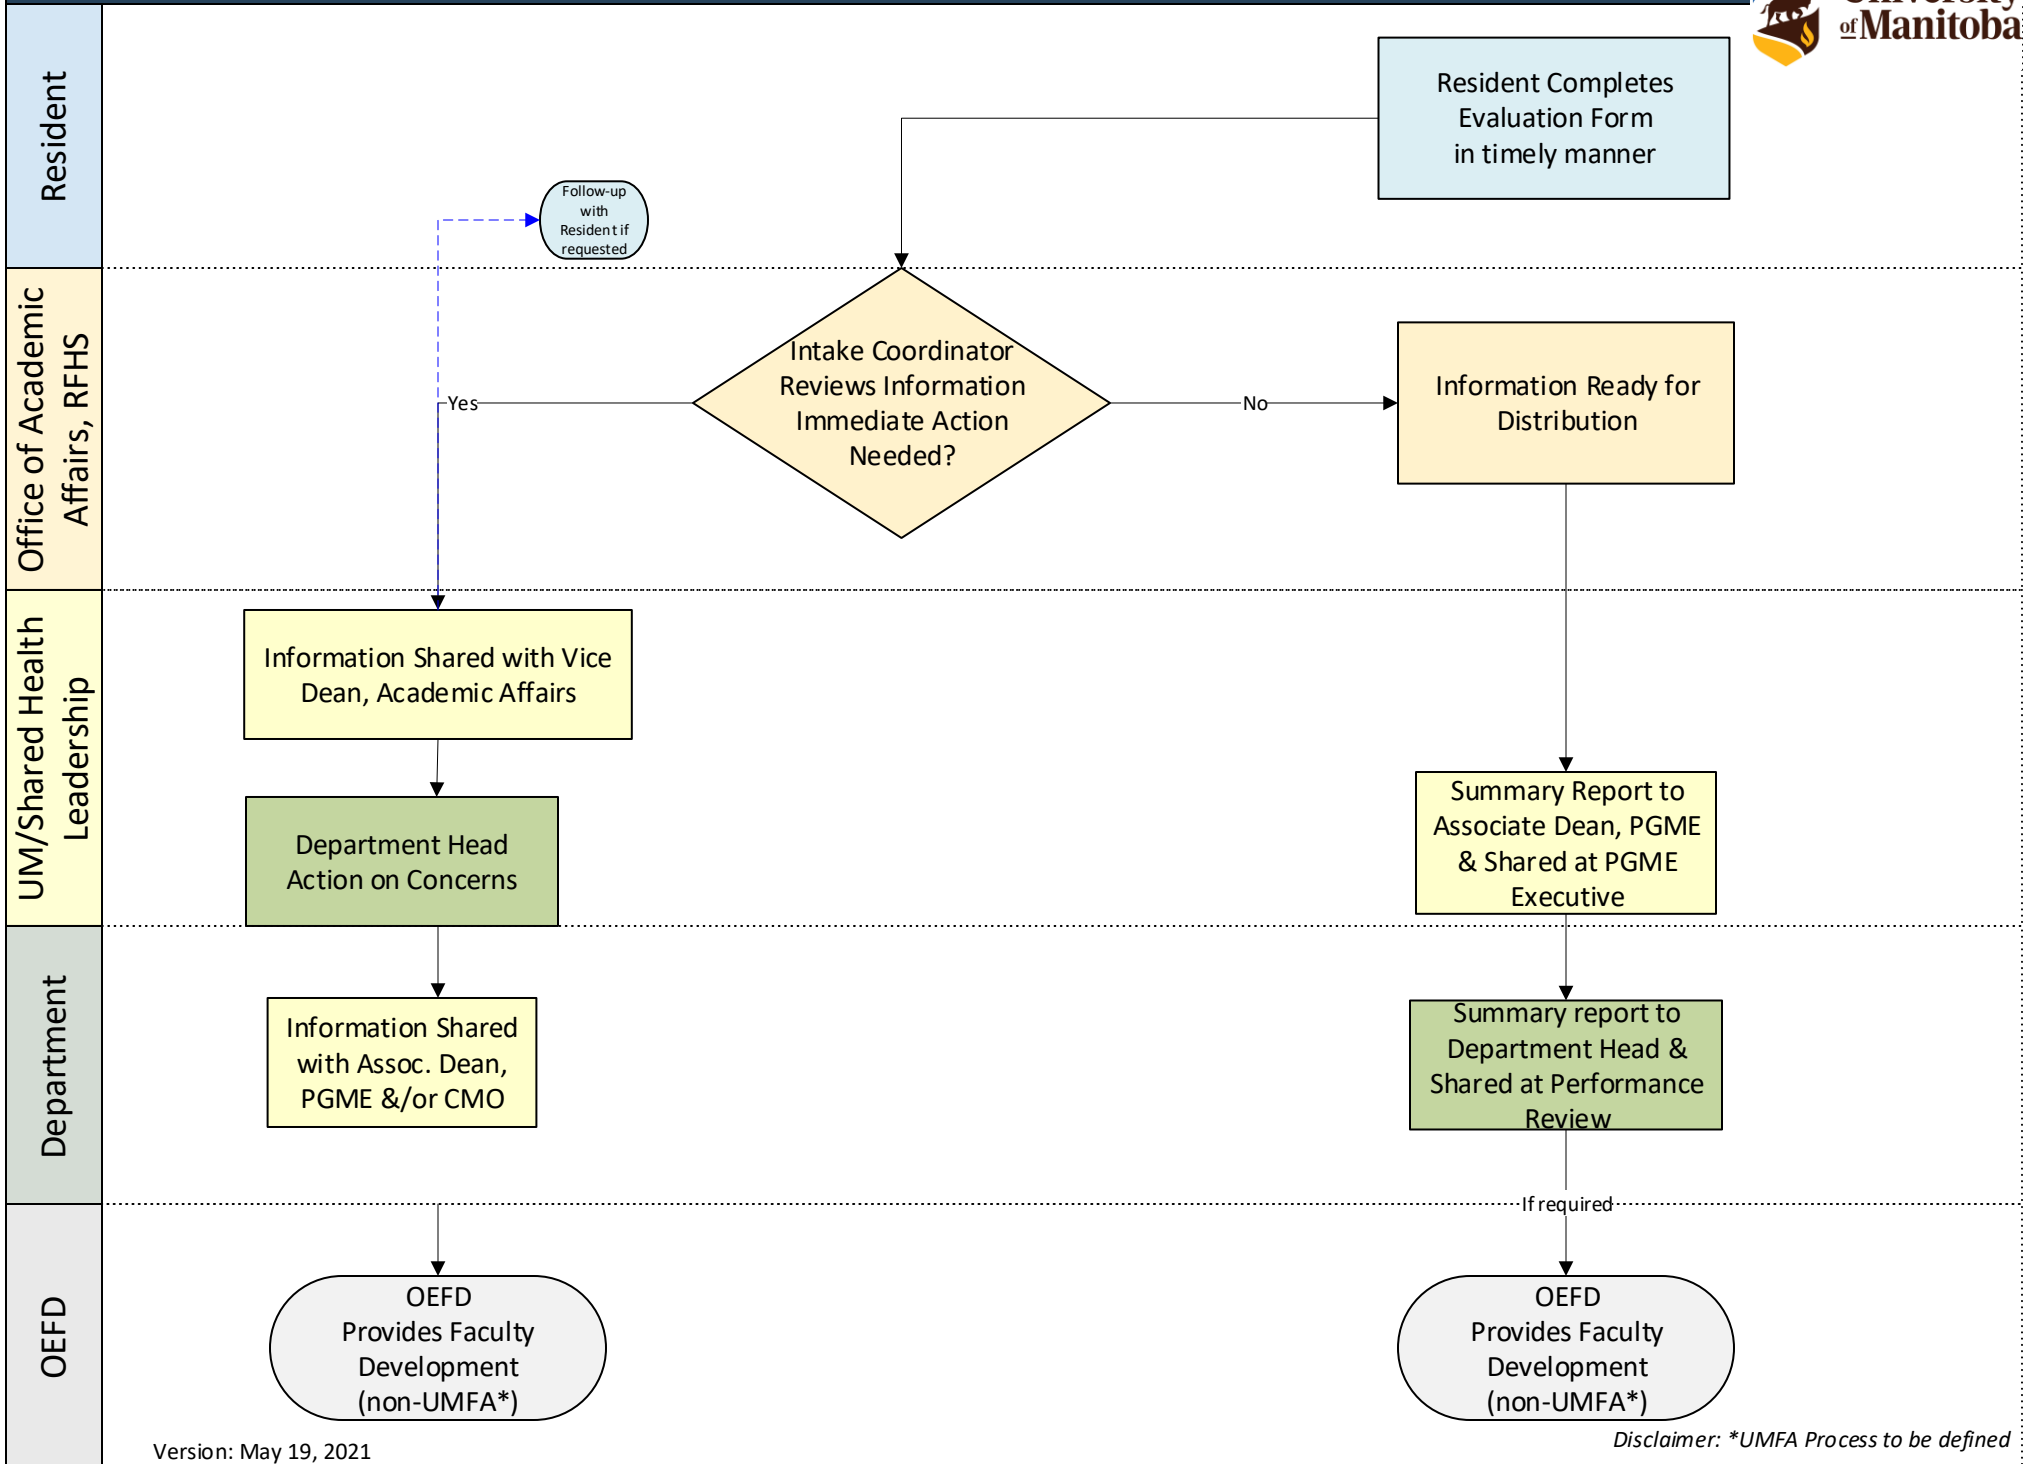 University
of Manitoba
Resident
Resident Completes
Evaluation Form
in timely manner
Follow-up
with
Resident if
requested
Office of Academic
Affairs, RFHS
Intake Coordinator
Reviews Information
Immediate Action
Needed?
Yes
No
Information Ready for
Distribution
UM/Shared Health
Leadership
Information Shared with Vice
Dean, Academic Affairs
Department Head
Action on Concerns
Summary Report to
Associate Dean, PGME
& Shared at PGME
Executive
Department
Information Shared
with Assoc. Dean,
PGME &/or CMO
Summary report to
Department Head &
Shared at Performance
Review
If required
OEFD
OEFD
Provides Faculty
Development
(non-UMFA*)
OEFD
Provides Faculty
Development
(non-UMFA*)
Version: May 19, 2021
Disclaimer: *UMFA Process to be defined